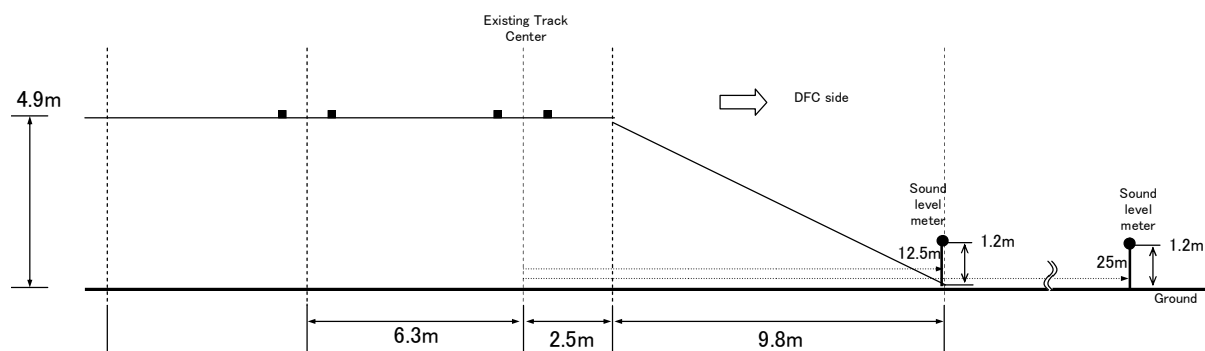 Existing Track
Center
4.9m
DFC side
Sound
level
meter
1.2m
12.5m
Sound
level
meter
1.2m
25m
Ground
6.3m
2.5m
9.8m